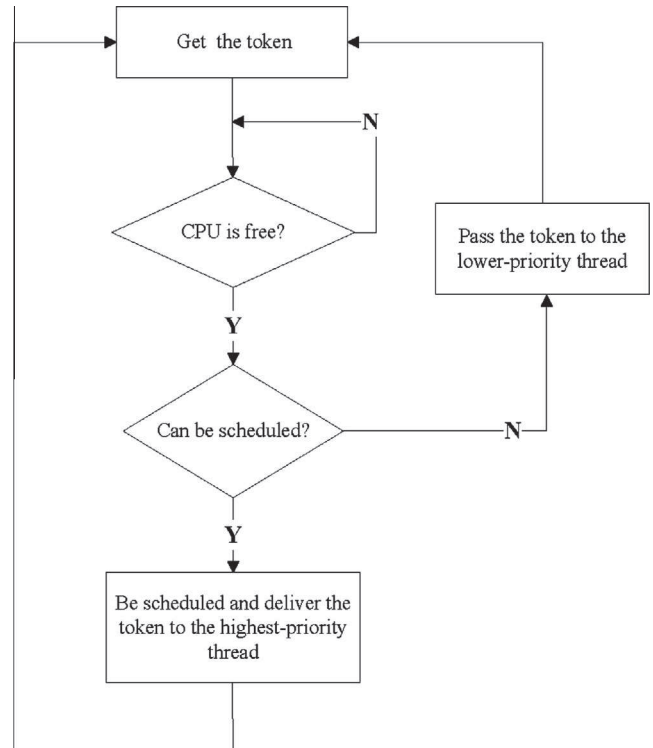 Get the token
N
CPU is free?
Pass the token to the
lower-priority thread
Y
Can be scheduled?
N
Y
Be scheduled and deliver the
token to the highest-priority
thread